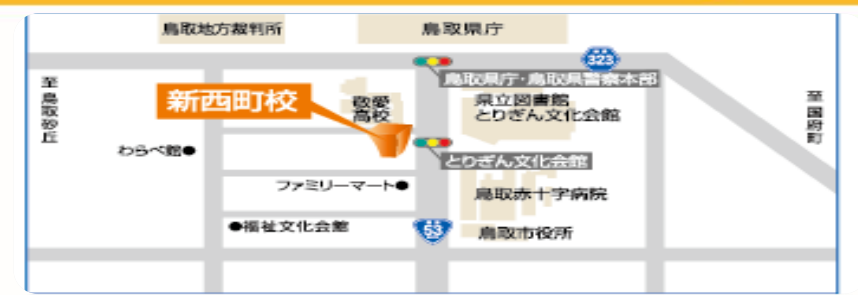 鳥取地方裁判所
鳥取県庁
323
鳥取県庁・鳥取県警察本部
至鳥取砂丘
新西町校
敬愛
高校
県立図書館
とりぎん文化会館
至国府町
わらべ館●
とりぎん文化会館
ファミリーマート●
鳥取赤十字病院
●福祉文化会館
53
鳥取市役所